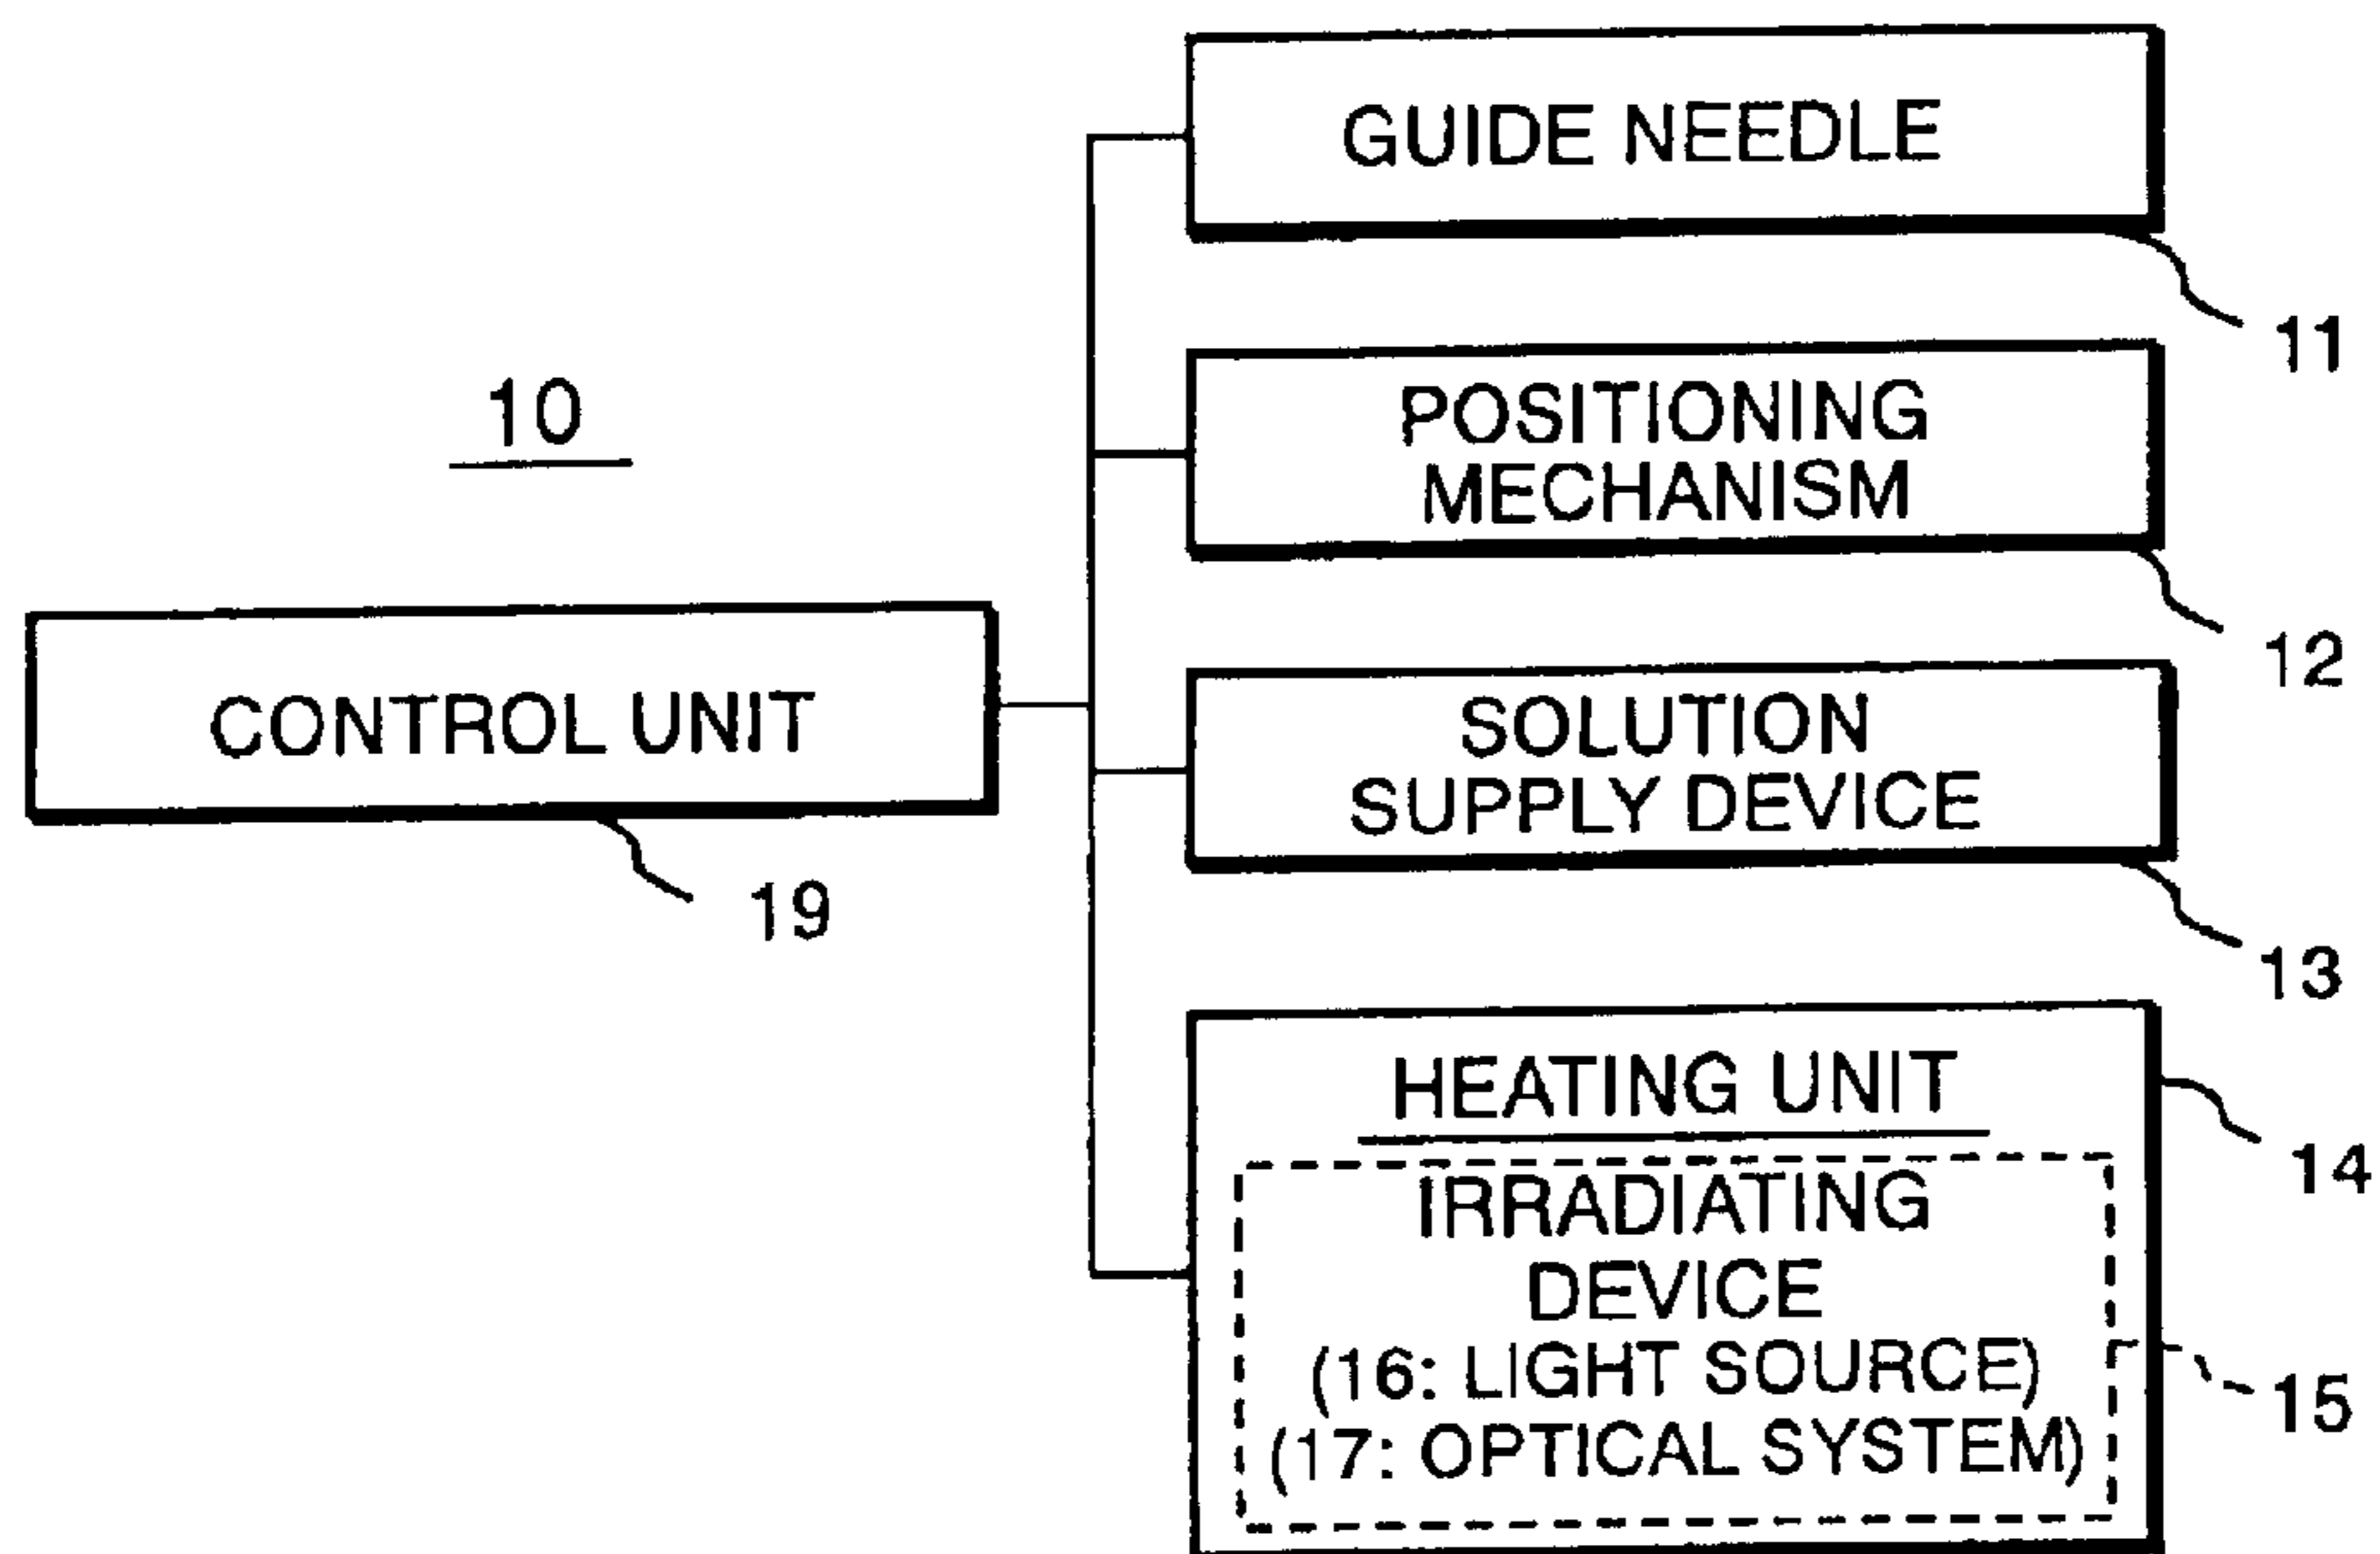 GUIDE NEEDLE
11
10
POSITIONING
MECHANISM
12
CONTROL UNIT
19
SOLUTION
SUPPLY DEVICE
13
HEATING UNIT
14
IRRADIATING
DEVICE
(16: LIGHT SOURCE)
(17: OPTICAL SYSTEM)
15